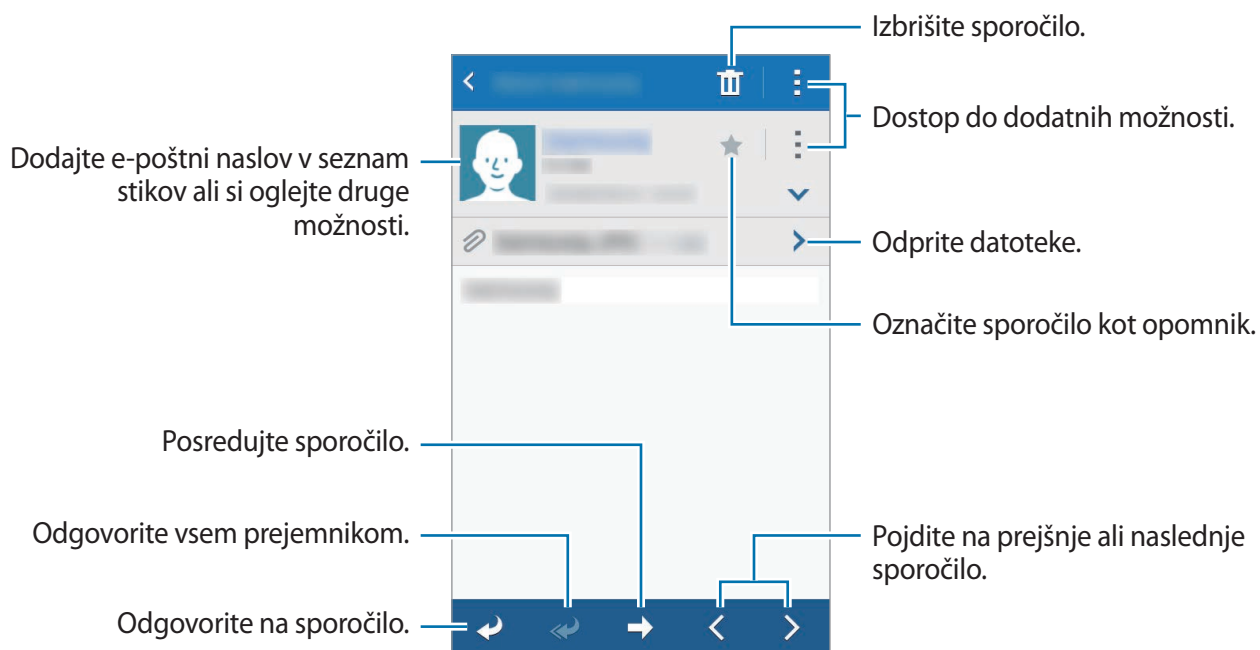 Izbrišite sporočilo.
Dostop do dodatnih možnosti.
Dodajte e-poštni naslov v seznam
stikov ali si oglejte druge
možnosti.
Odprite datoteke.
Označite sporočilo kot opomnik.
Posredujte sporočilo.
Odgovorite vsem prejemnikom.
Pojdite na prejšnje ali naslednje
sporočilo.
Odgovorite na sporočilo.